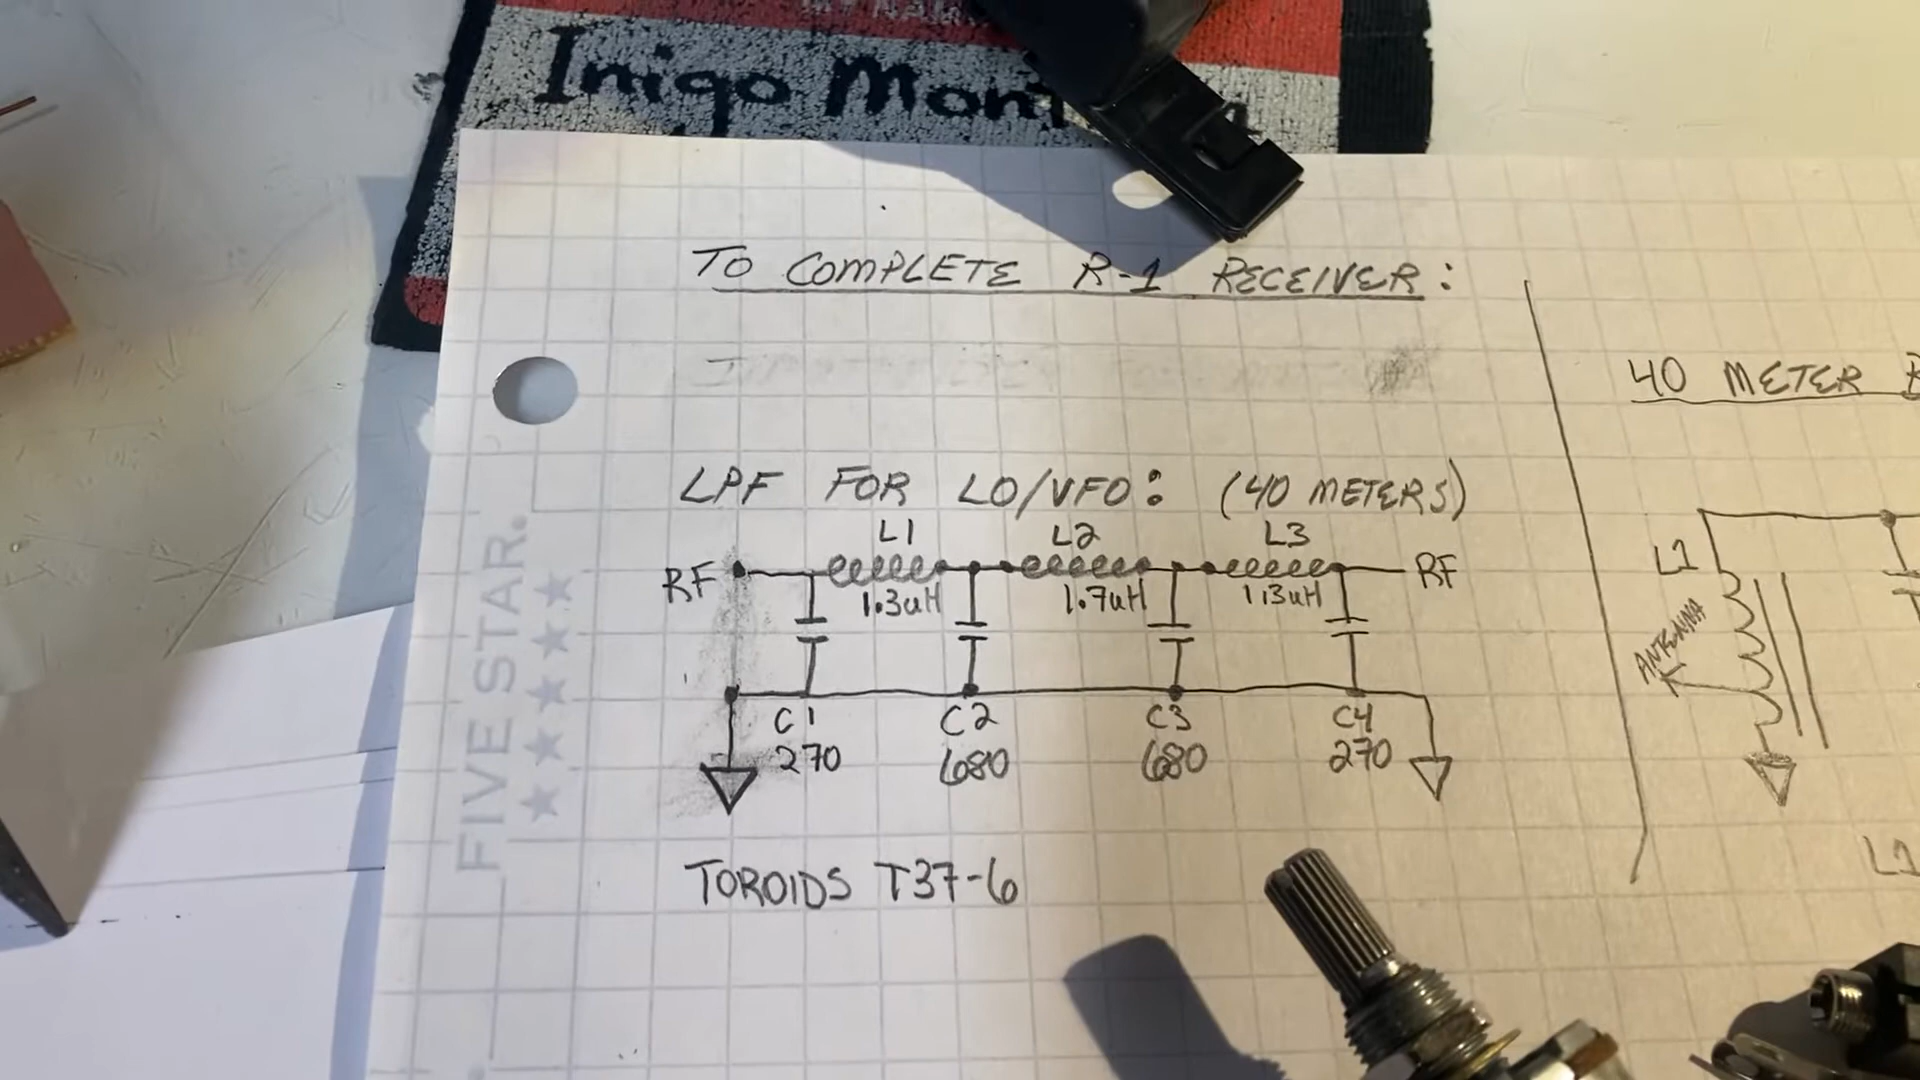 Inigo Mont
TO COMPLETE R-1 RECEIVER:
LPF FOR LO/VFO: (40 METERS)
L1 L2 L3
RF RF
1.3uH 1.7uH 1.3uH
C1 C2 C3 C4
270 680 680 270
TOROIDS T37-6
FIVE STAR.
40 METER
L1
ANTENNA
L1